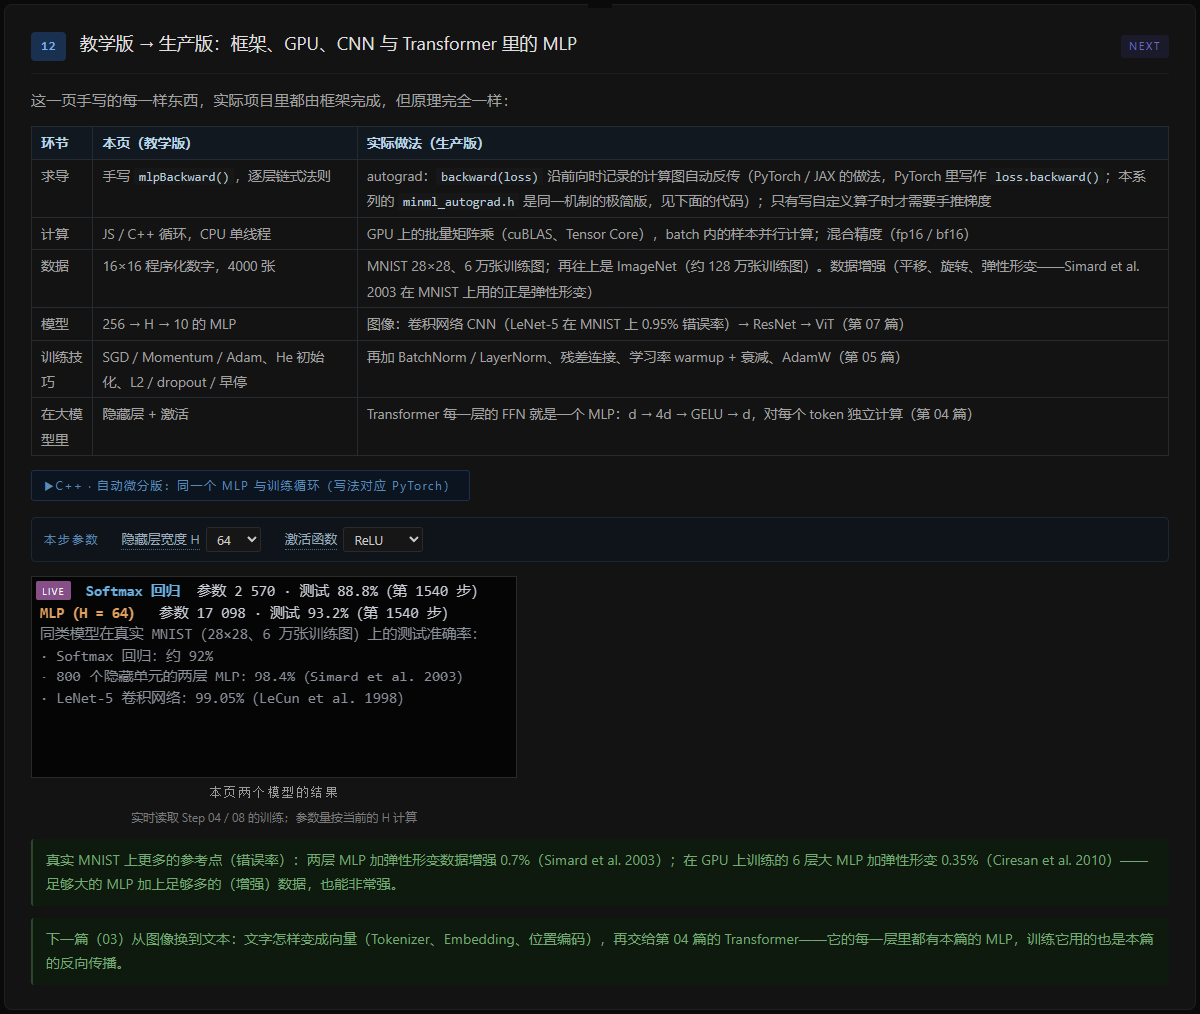 12 教学版 → 生产版：框架、GPU、CNN 与 Transformer 里的 MLP NEXT
这一页手写的每一样东西，实际项目里都由框架完成，但原理完全一样：
环节 本页（教学版） 实际做法（生产版）
求导 手写 mlpBackward() ，逐层链式法则 autograd： backward(loss) 沿前向时记录的计算图自动反传（PyTorch / JAX 的做法，PyTorch 里写作 loss.backward() ；本系
列的 minml_autograd.h 是同一机制的极简版，见下面的代码）；只有写自定义算子时才需要手推梯度
计算 JS / C++ 循环，CPU 单线程 GPU 上的批量矩阵乘（cuBLAS、Tensor Core），batch 内的样本并行计算；混合精度（fp16 / bf16）
数据 16×16 程序化数字，4000 张 MNIST 28×28、6 万张训练图；再往上是 ImageNet（约 128 万张训练图）。数据增强（平移、旋转、弹性形变——Simard et al.
2003 在 MNIST 上用的正是弹性形变）
模型 256 → H → 10 的 MLP 图像：卷积网络 CNN（LeNet-5 在 MNIST 上 0.95% 错误率）→ ResNet → ViT（第 07 篇）
训练技 SGD / Momentum / Adam、He 初始 再加 BatchNorm / LayerNorm、残差连接、学习率 warmup + 衰减、AdamW（第 05 篇）
巧 化、L2 / dropout / 早停
在大模 隐藏层 + 激活 Transformer 每一层的 FFN 就是一个 MLP：d → 4d → GELU → d，对每个 token 独立计算（第 04 篇）
型里
▶C++ · 自动微分版：同一个 MLP 与训练循环（写法对应 PyTorch）
本步参数 隐藏层宽度 H 64 激活函数 ReLU
LIVE Softmax 回归 参数 2 570 · 测试 88.8% (第 1540 步)
MLP (H = 64) 参数 17 098 · 测试 93.2% (第 1540 步)
同类模型在真实 MNIST (28×28、6 万张训练图) 上的测试准确率：
· Softmax 回归：约 92%
· 800 个隐藏单元的两层 MLP：98.4% (Simard et al. 2003)
· LeNet-5 卷积网络：99.05% (LeCun et al. 1998)
本页两个模型的结果
实时读取 Step 04 / 08 的训练；参数量按当前的 H 计算
真实 MNIST 上更多的参考点（错误率）：两层 MLP 加弹性形变数据增强 0.7%（Simard et al. 2003）；在 GPU 上训练的 6 层大 MLP 加弹性形变 0.35%（Ciresan et al. 2010）——
足够大的 MLP 加上足够多的（增强）数据，也能非常强。
下一篇（03）从图像换到文本：文字怎样变成向量（Tokenizer、Embedding、位置编码），再交给第 04 篇的 Transformer——它的每一层里都有本篇的 MLP，训练它用的也是本篇
的反向传播。